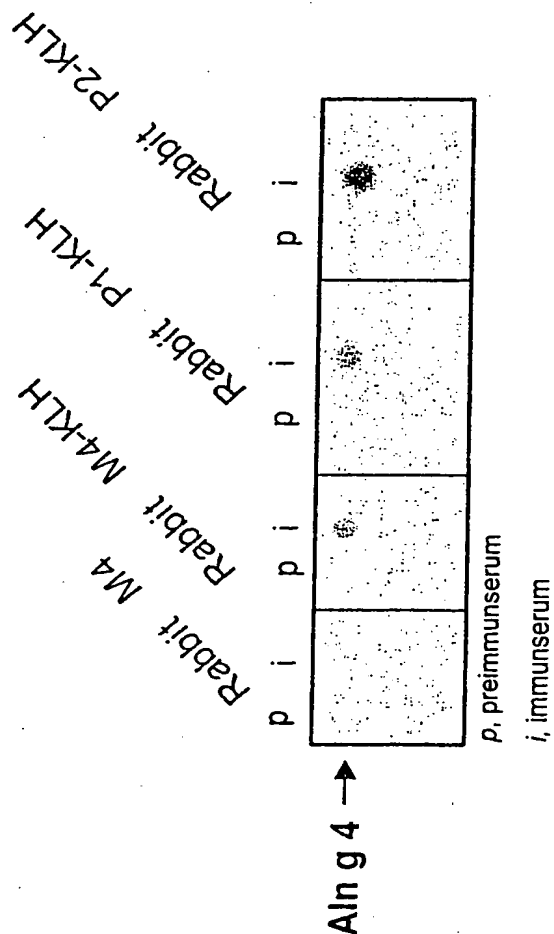 Rabbit M4
Rabbit M4-KLH
Rabbit P1-KLH
Rabbit P2-KLH
p i p i p i p i
Aln g 4 →
p, preimmunserum
i, immunserum